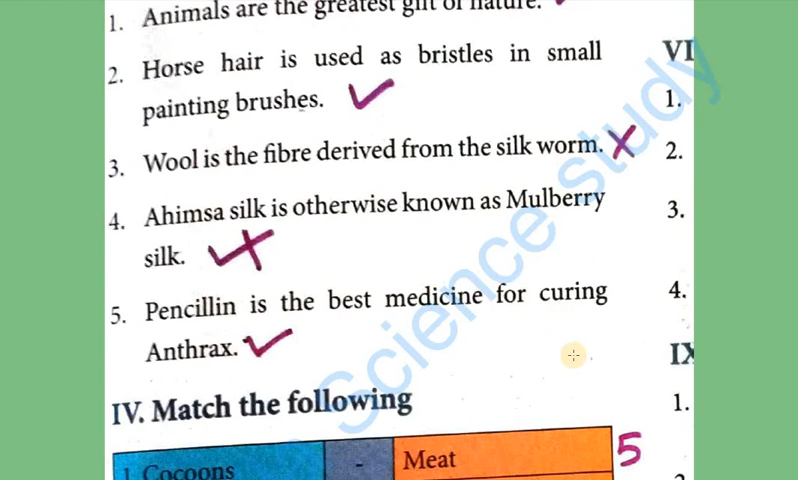 1. Animals are the greatest gift of nature.
2. Horse hair is used as bristles in small
painting brushes.
3. Wool is the fibre derived from the silk worm.
4. Ahimsa silk is otherwise known as Mulberry
silk.
5. Pencillin is the best medicine for curing
Anthrax.
IV. Match the following
1. Cocoons - Meat 5
VI
1.
2.
3.
4.
IX
1.
Science study